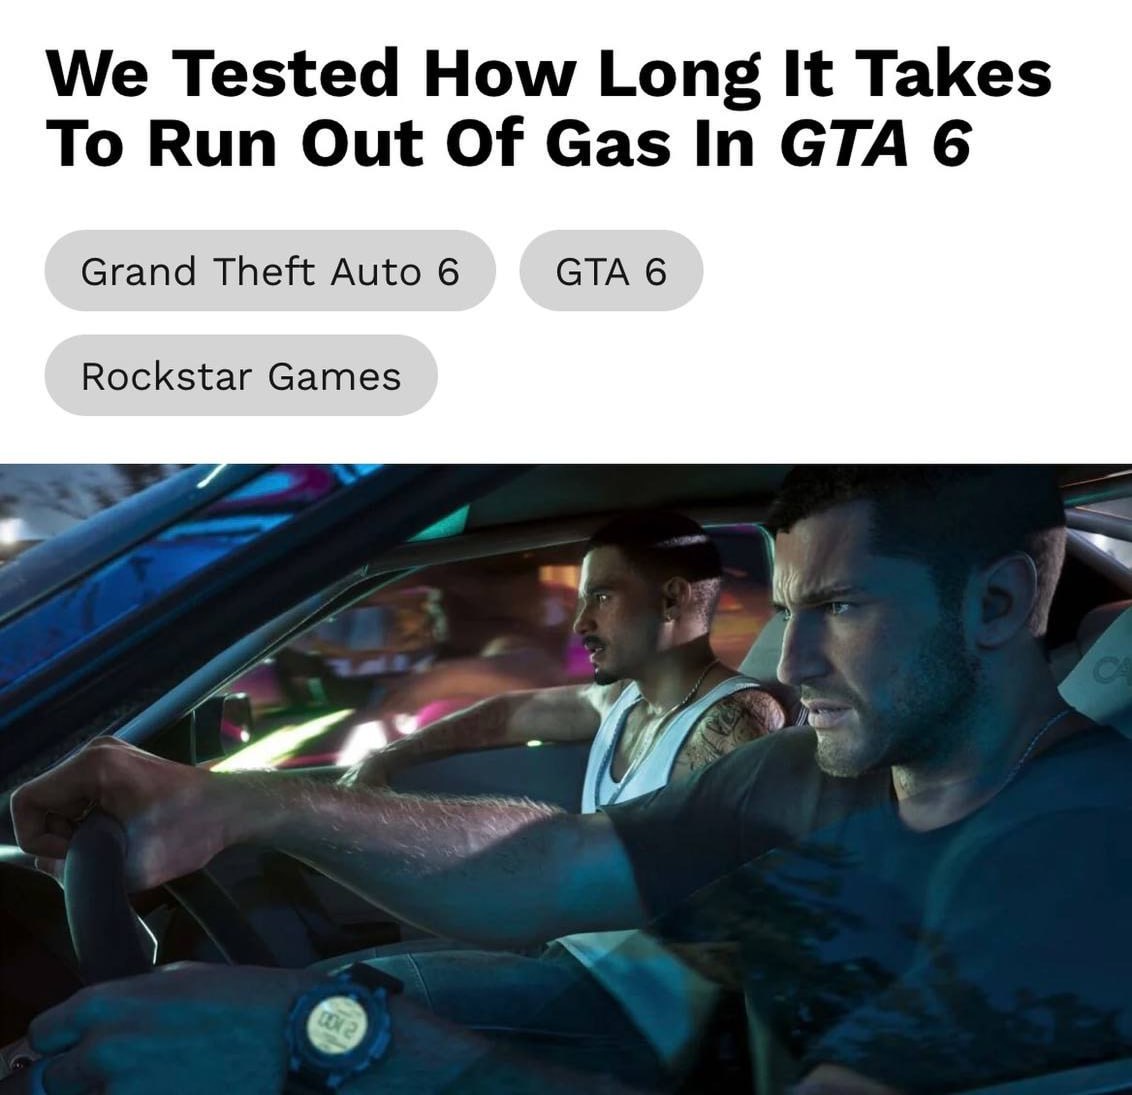 We Tested How Long It Takes
To Run Out Of Gas In GTA 6
Grand Theft Auto 6
GTA 6
Rockstar Games